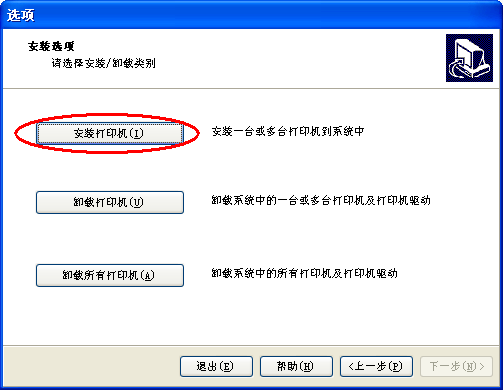 选项
安装选项
请选择安装/卸载类别
安装打印机(I) 安装一台或多台打印机到系统中
卸载打印机(U) 卸载系统中的一台或多台打印机及打印机驱动
卸载所有打印机(A) 卸载系统中的所有打印机及打印机驱动
退出(E) 帮助(H) <上一步(P) 下一步(N)>